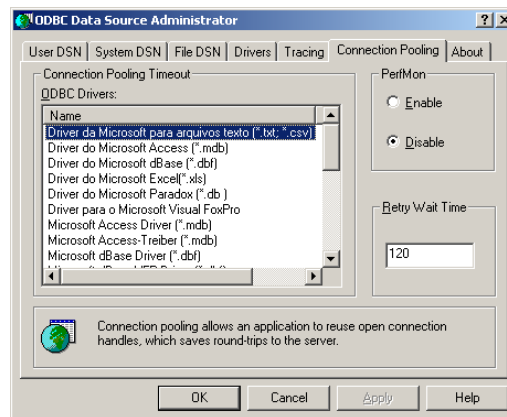 ODBC Data Source Administrator
User DSN System DSN File DSN Drivers Tracing Connection Pooling About
Connection Pooling Timeout
ODBC Drivers:
Name
Driver da Microsoft para arquivos texto (*.txt; *.csv)
Driver do Microsoft Access (*.mdb)
Driver do Microsoft dBase (*.dbf)
Driver do Microsoft Excel(*.xls)
Driver do Microsoft Paradox (*.db )
Driver para o Microsoft Visual FoxPro
Microsoft Access Driver (*.mdb)
Microsoft Access-Treiber (*.mdb)
Microsoft dBase Driver (*.dbf)
PerfMon
Enable
Disable
Retry Wait Time
120
Connection pooling allows an application to reuse open connection
handles, which saves round-trips to the server.
OK Cancel Apply Help